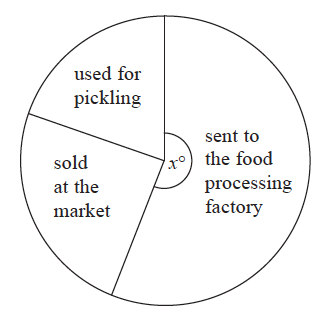 used for
pickling
sent to
the food
processing
factory
x°
sold
at the
market